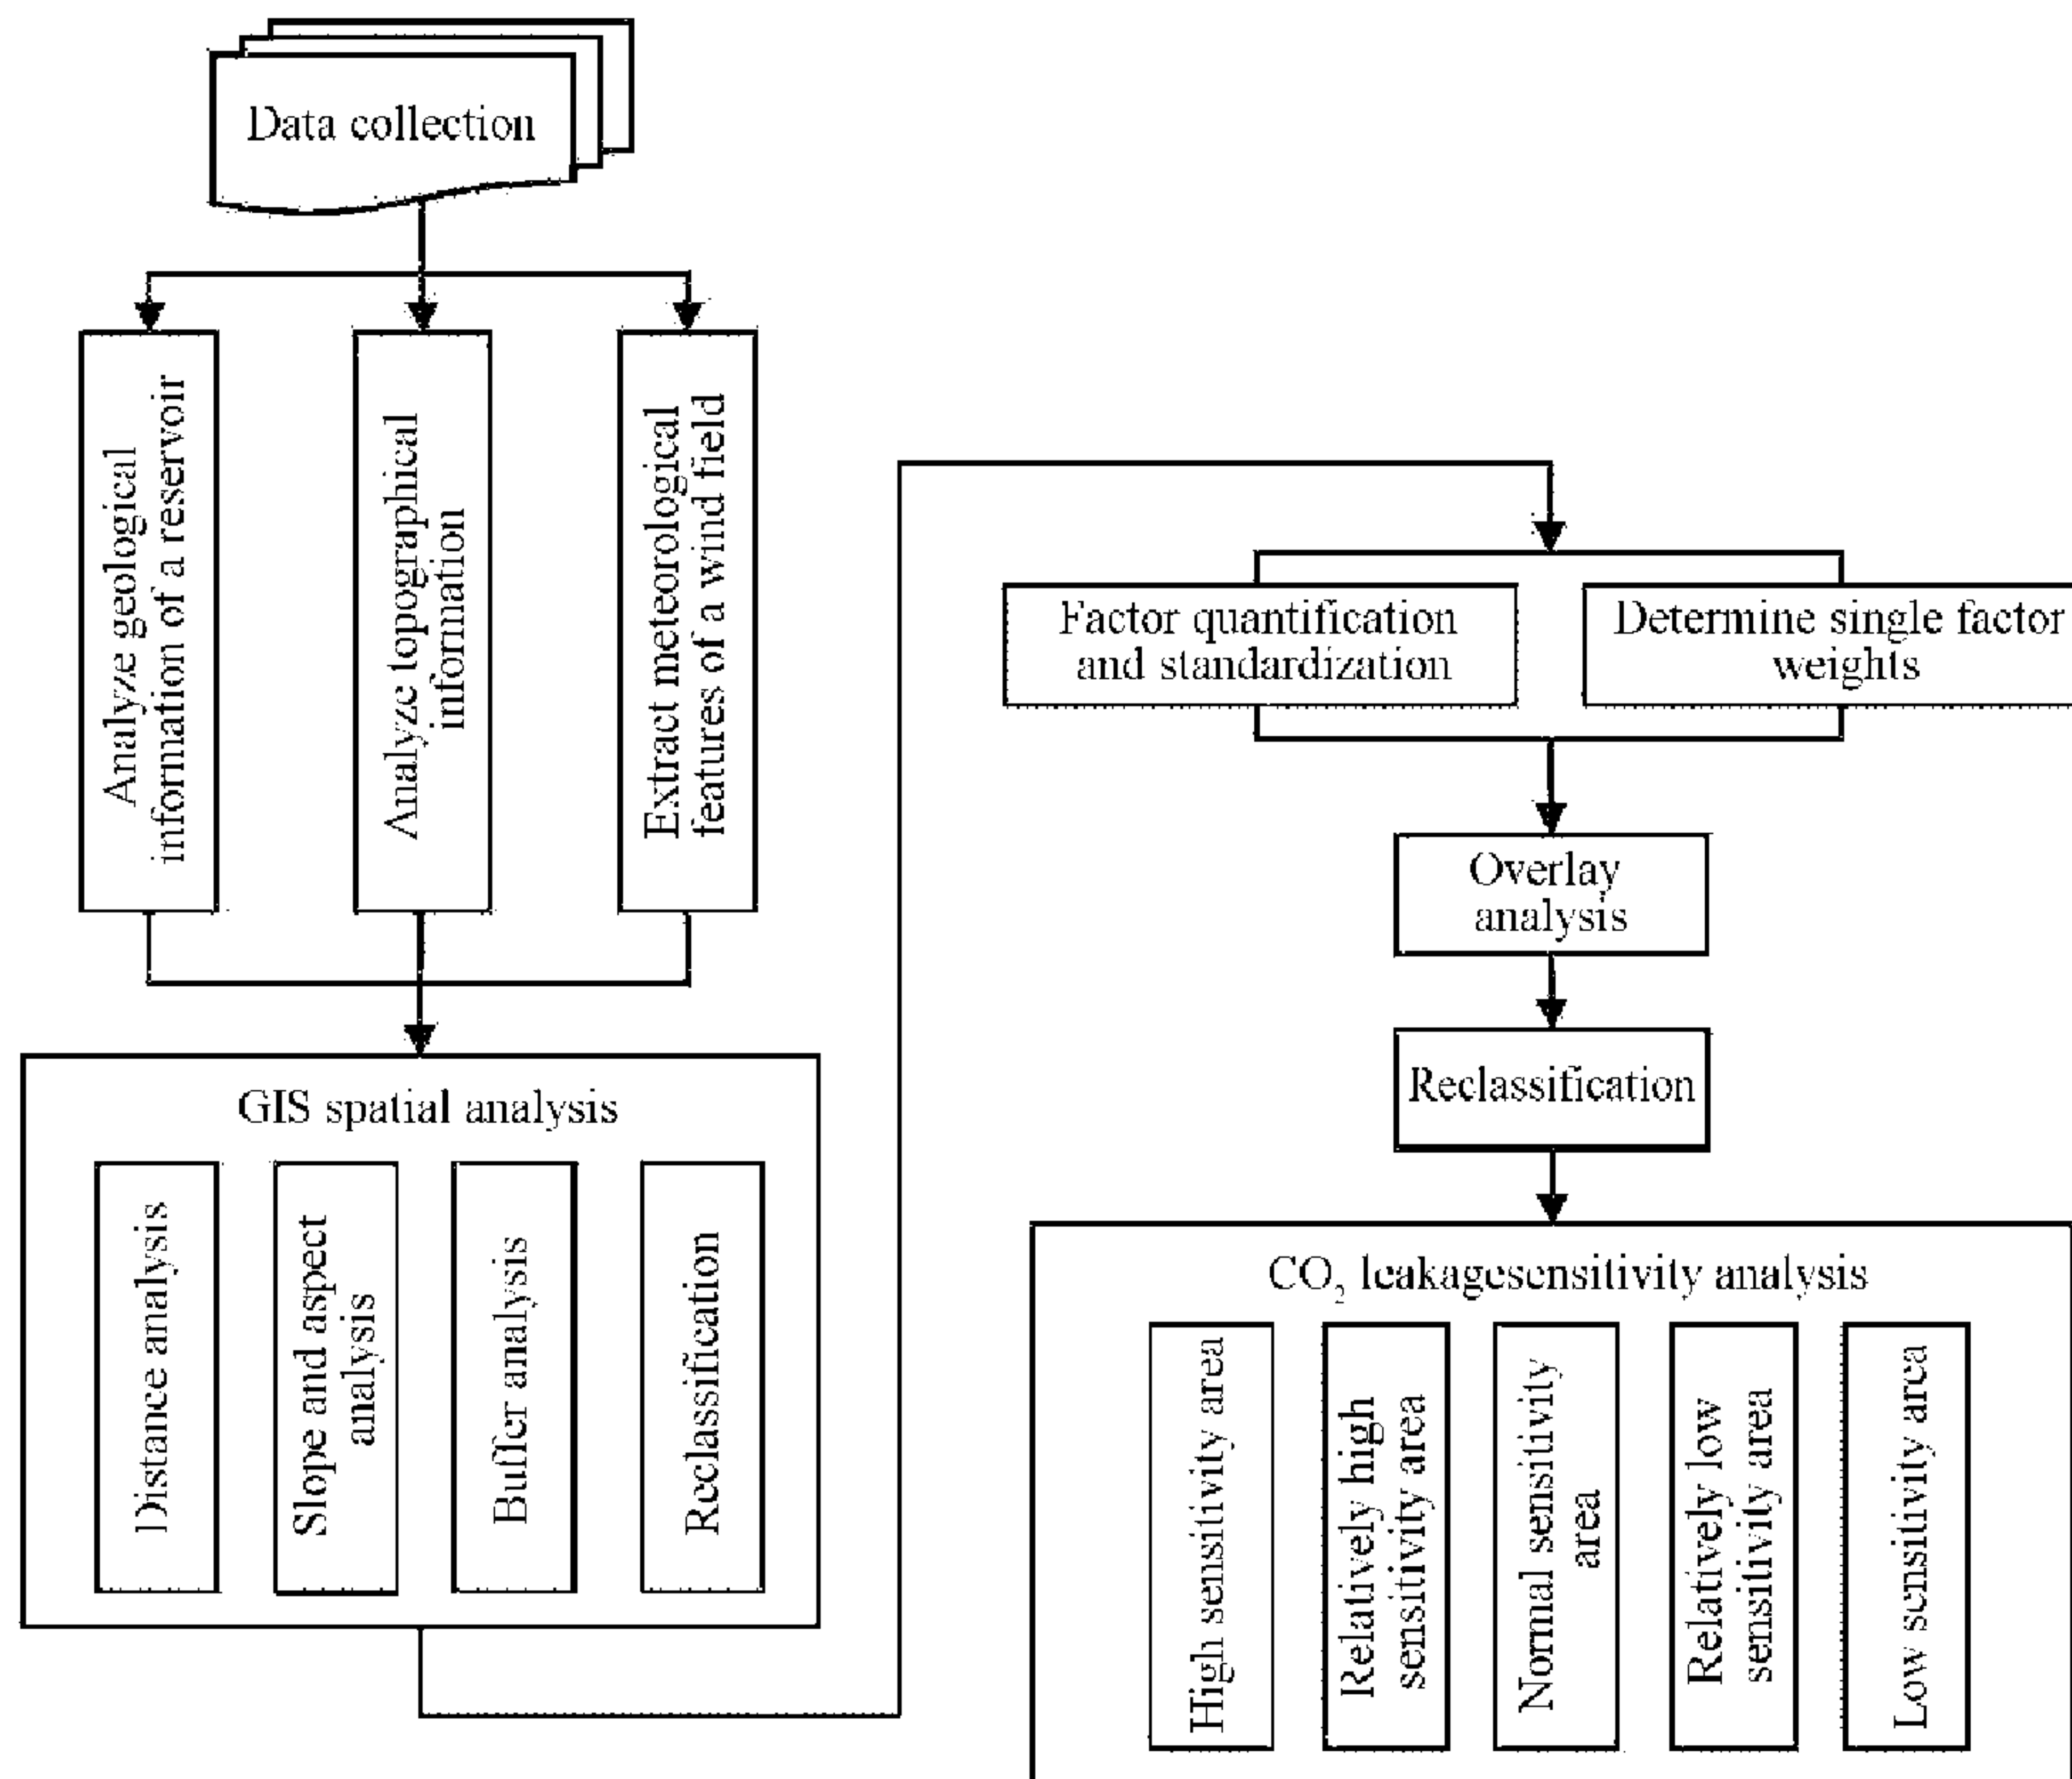 Data collection
Analyze geological
information of a reservoir
Analyze topographical
information
Extract meteorological
features of a wind field
GIS spatial analysis
Distance analysis
Slope and aspect
analysis
Buffer analysis
Reclassification
Factor quantification
and standardization
Determine single factor
weights
Overlay
analysis
Reclassification
CO₂ leakagesensitivity analysis
High sensitivity area
Relatively high
sensitivity area
Normal sensitivity
area
Relatively low
sensitivity area
Low sensitivity area